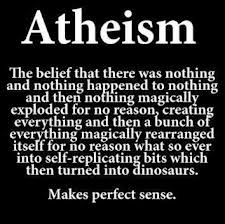 Atheism
The belief that there was nothing
and nothing happened to nothing
and then nothing magically
exploded for no reason, creating
everything and then a bunch of
everything magically rearranged
itself for no reason what so ever
into self-replicating bits which
then turned into dinosaurs.
Makes perfect sense.